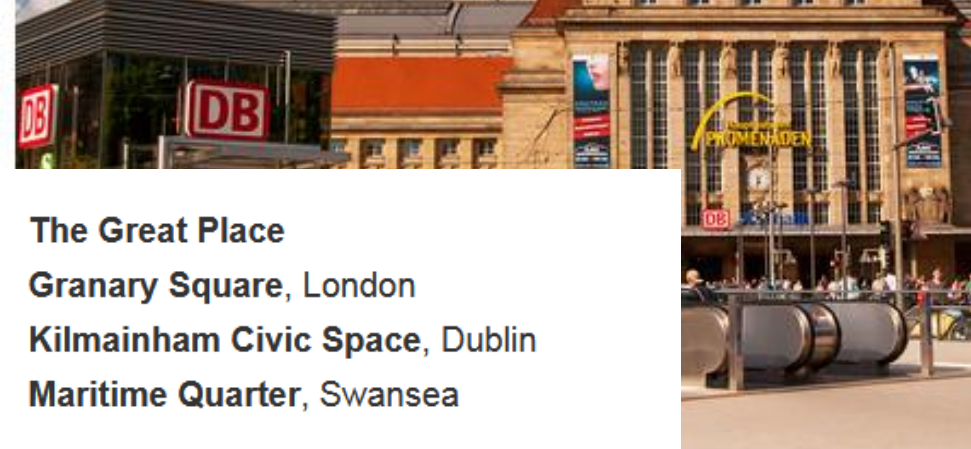 DB
DB
S
PROMENADEN
DB
The Great Place
Granary Square, London
Kilmainham Civic Space, Dublin
Maritime Quarter, Swansea